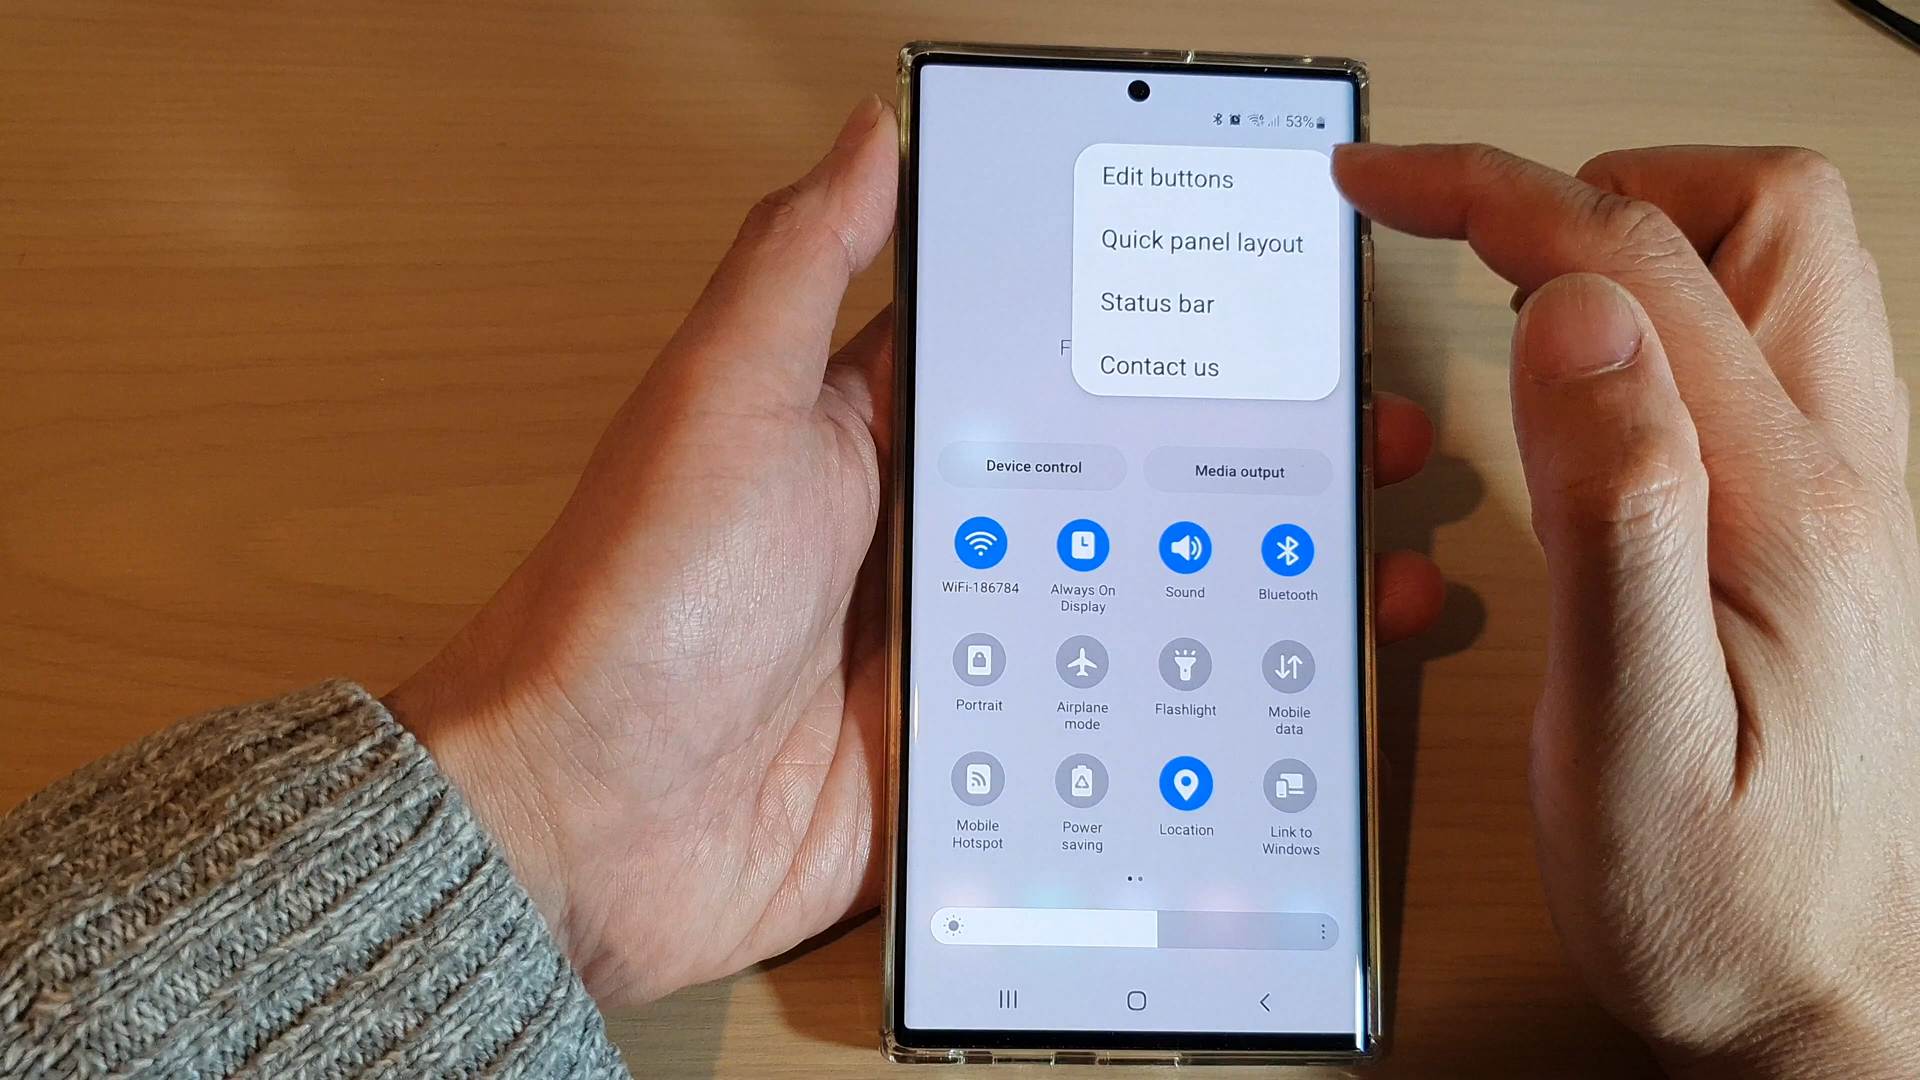 53%
Edit buttons
Quick panel layout
Status bar
Contact us
F
Device control
Media output
WiFi-186784
Always On
Display
Sound
Bluetooth
Portrait
Airplane
mode
Flashlight
Mobile
data
Mobile
Hotspot
Power
saving
Location
Link to
Windows